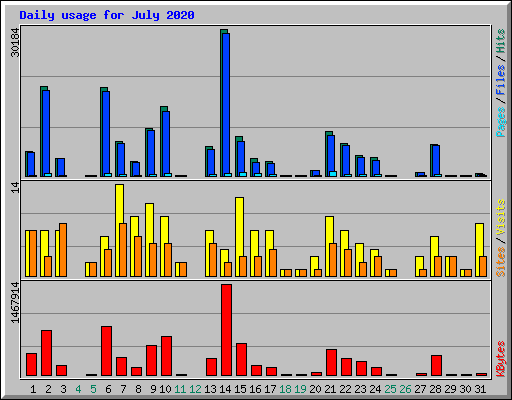 Daily usage for July 2020
30184
Pages / Files / Hits
14
Sites / Visits
1467914
KBytes
1 2 3 4 5 6 7 8 9 10 11 12 13 14 15 16 17 18 19 20 21 22 23 24 25 26 27 28 29 30 31